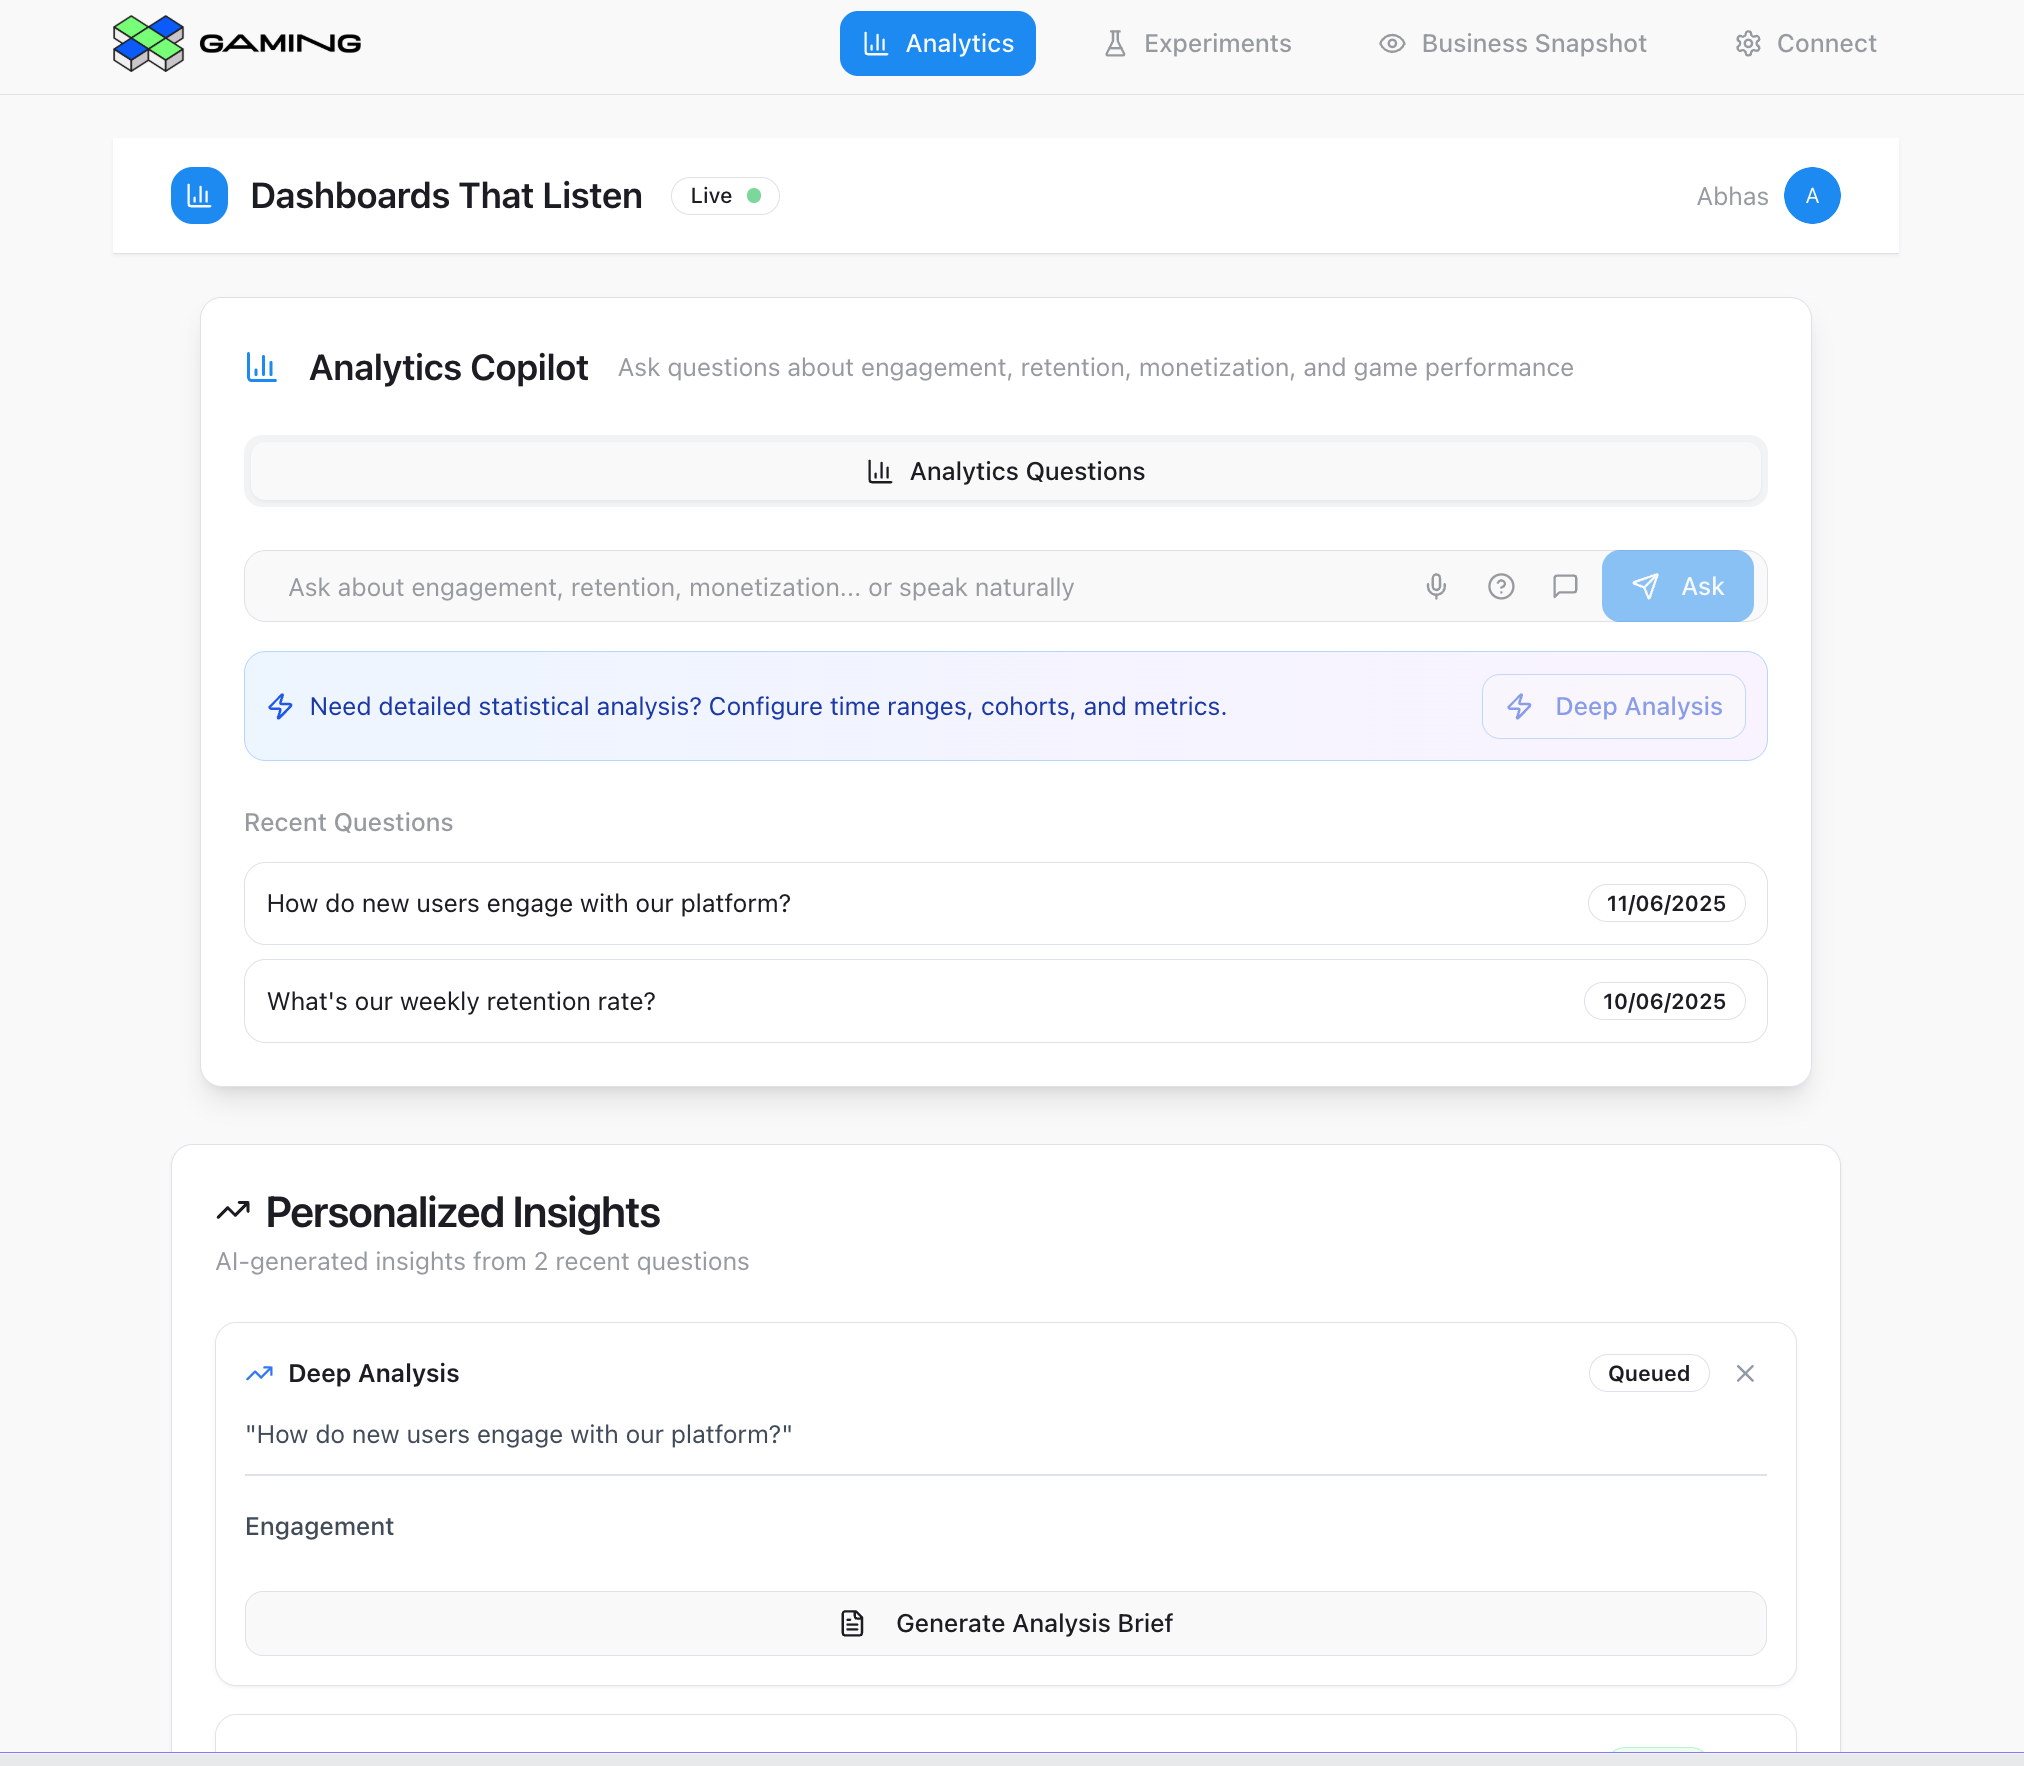 GAMING
Analytics
Experiments
Business Snapshot
Connect
Dashboards That Listen
Live
Abhas
A
Analytics Copilot
Ask questions about engagement, retention, monetization, and game performance
Analytics Questions
Ask about engagement, retention, monetization... or speak naturally
Ask
Need detailed statistical analysis? Configure time ranges, cohorts, and metrics.
Deep Analysis
Recent Questions
How do new users engage with our platform?
11/06/2025
What's our weekly retention rate?
10/06/2025
Personalized Insights
AI-generated insights from 2 recent questions
Deep Analysis
Queued
"How do new users engage with our platform?"
Engagement
Generate Analysis Brief